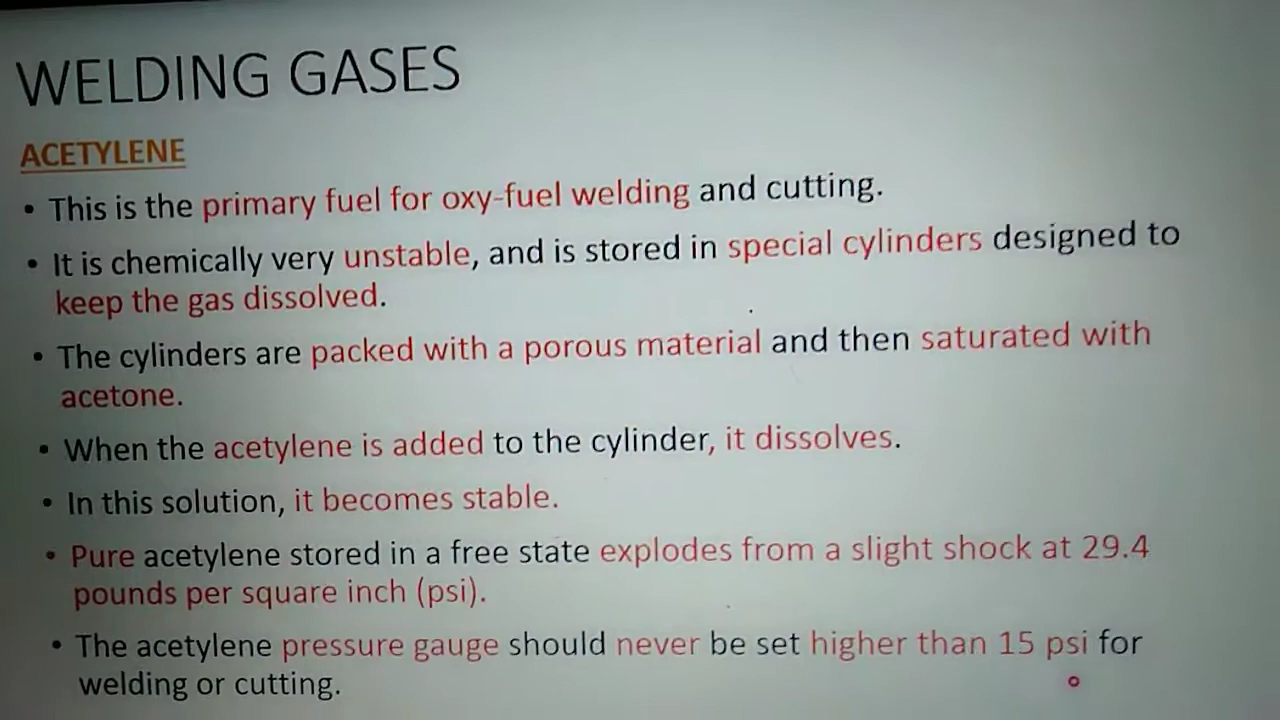 WELDING GASES
ACETYLENE
• This is the primary fuel for oxy-fuel welding and cutting.
• It is chemically very unstable, and is stored in special cylinders designed to
keep the gas dissolved.
• The cylinders are packed with a porous material and then saturated with
acetone.
• When the acetylene is added to the cylinder, it dissolves.
• In this solution, it becomes stable.
• Pure acetylene stored in a free state explodes from a slight shock at 29.4
pounds per square inch (psi).
• The acetylene pressure gauge should never be set higher than 15 psi for
welding or cutting.